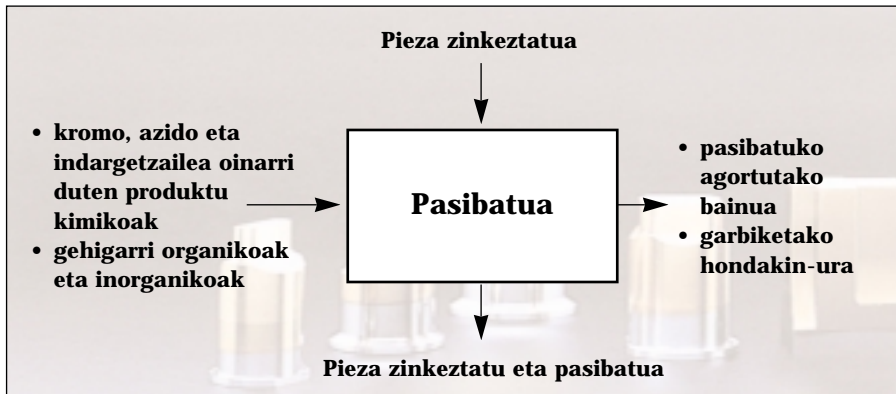 Pieza zinkeztatua
• kromo, azido eta
indargetzailea oinarri
duten produktu
kimikoak
• gehigarri organikoak
eta inorganikoak
Pasibatua
• pasibatuko
agortutako
bainua
• garbiketako
hondakin-ura
Pieza zinkeztatu eta pasibatua